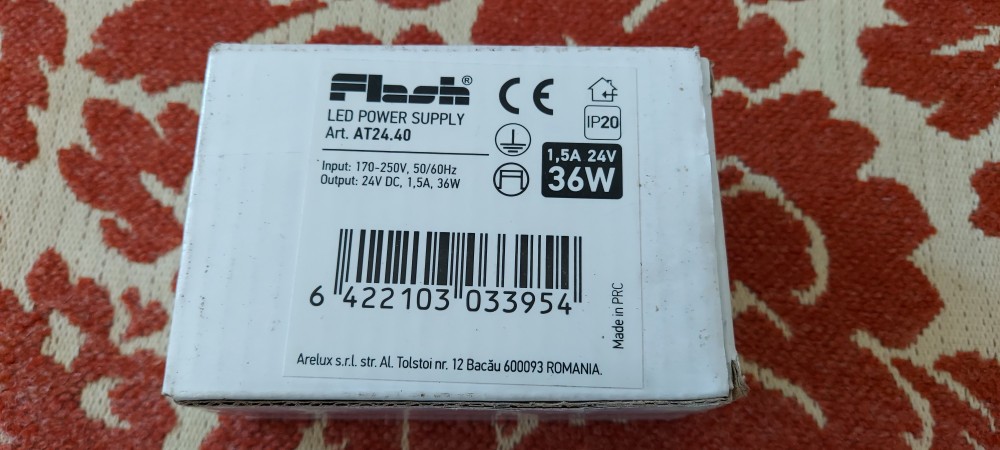 Flash®
LED POWER SUPPLY
Art. AT24.40
Input: 170-250V, 50/60Hz
Output: 24V DC, 1,5A, 36W
CE
IP20
1,5A 24V
36W
6 422103 033954
Made in PRC
Arelux s.r.l. str. Al. Tolstoi nr. 12 Bacău 600093 ROMANIA.